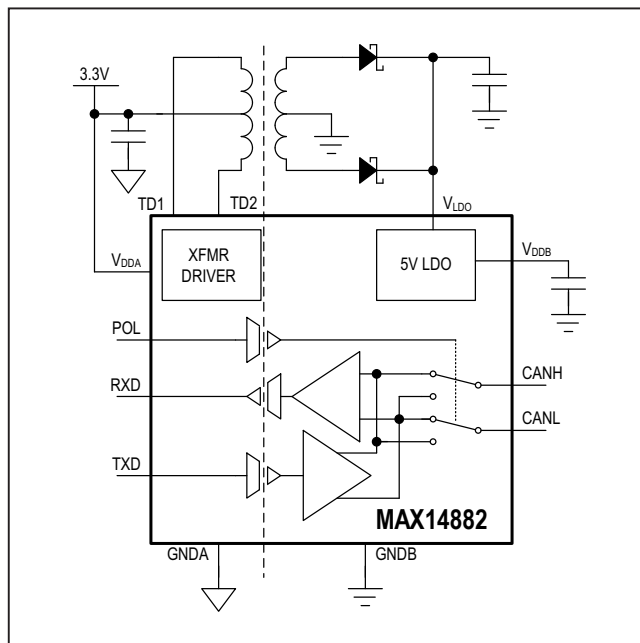 3.3V
TD1
TD2
VLDO
VDDA
XFMR
DRIVER
5V LDO
VDDB
POL
RXD
CANH
CANL
TXD
MAX14882
GNDA
GNDB